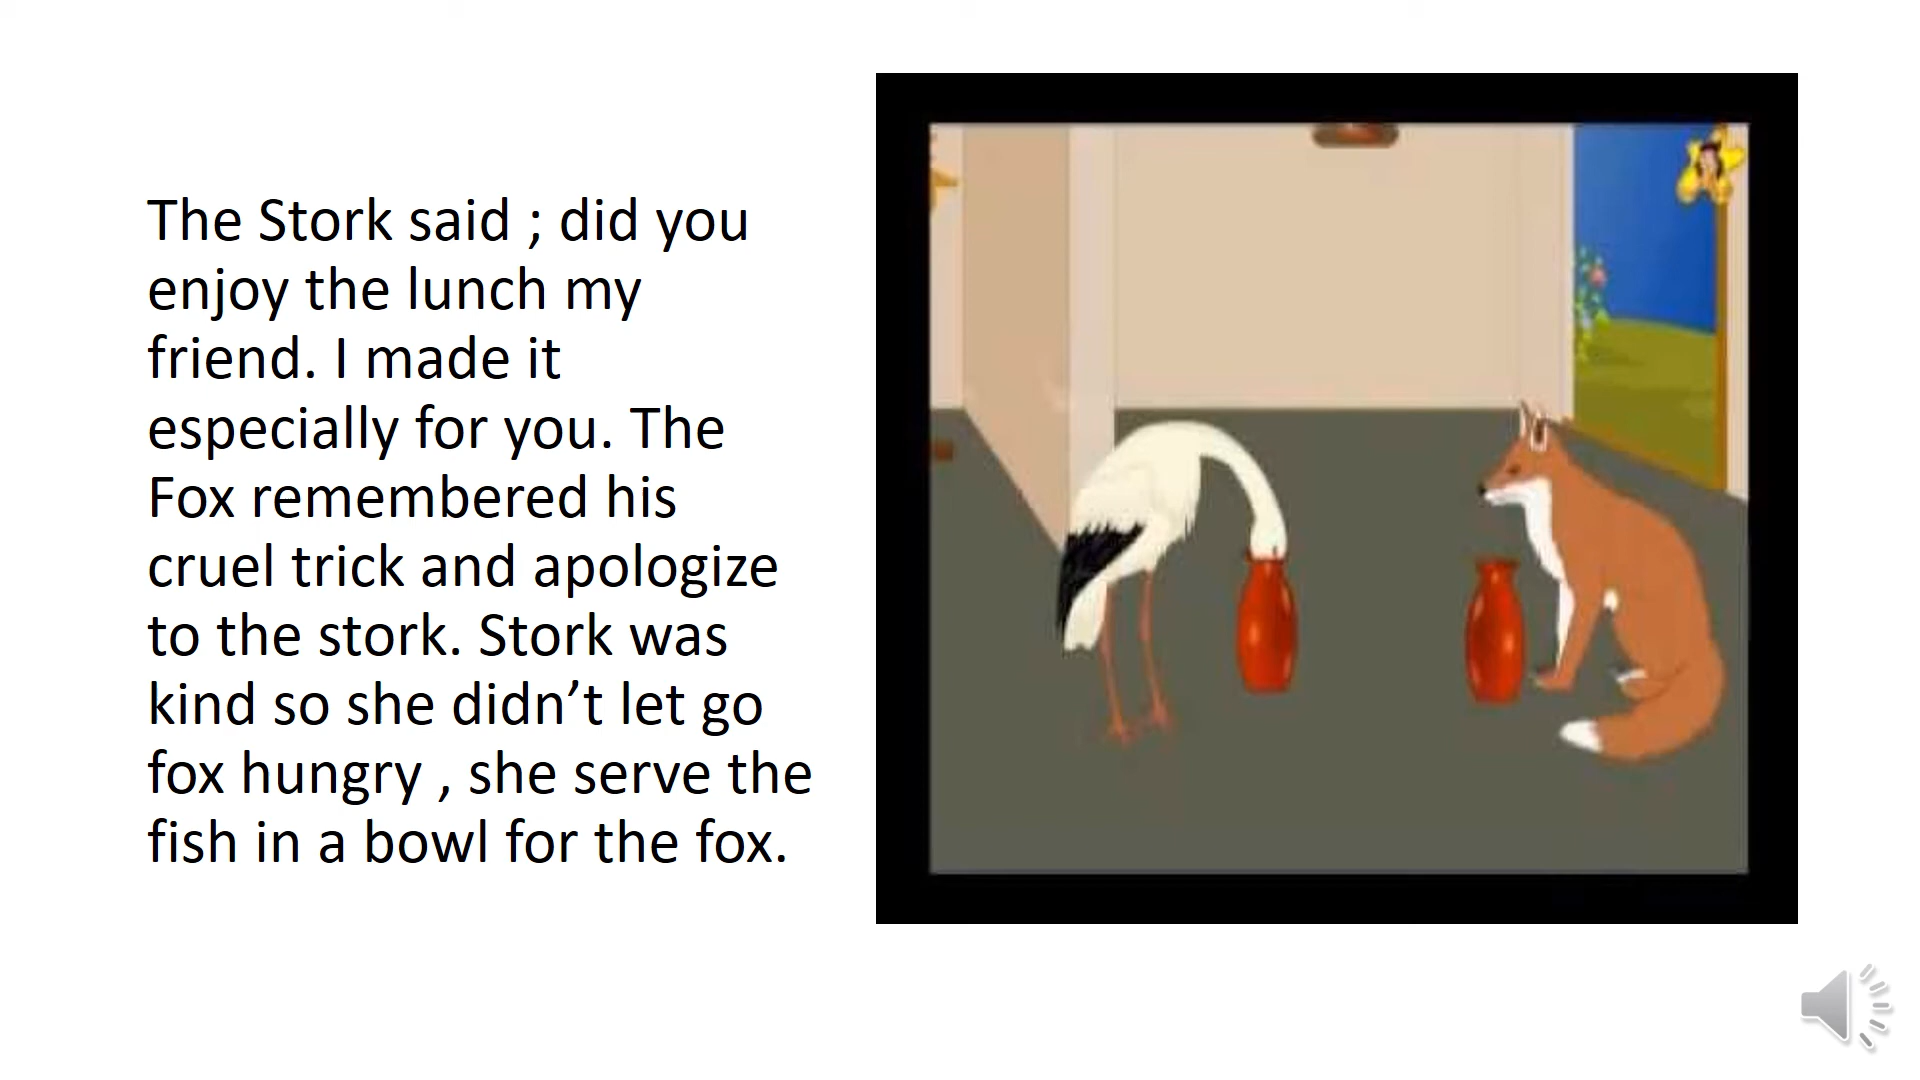 The Stork said ; did you
enjoy the lunch my
friend. I made it
especially for you. The
Fox remembered his
cruel trick and apologize
to the stork. Stork was
kind so she didn’t let go
fox hungry , she serve the
fish in a bowl for the fox.